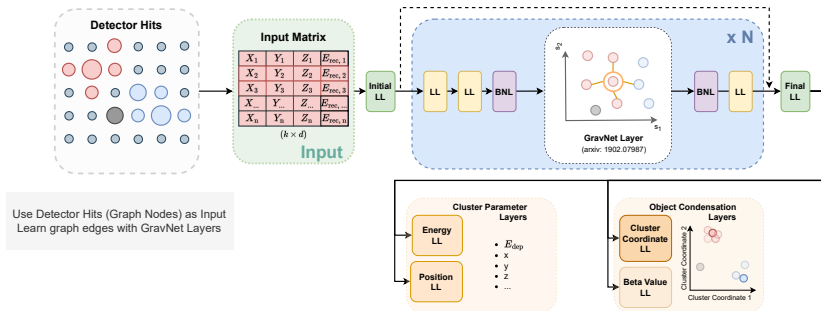 Detector Hits
Input Matrix
X1 Y1 Z1 Erec, 1
X2 Y2 Z2 Erec, 2
X3 Y3 Z3 Erec, 3
X... Y... Z... Erec, ...
Xn Yn Zn Erec, n
(k × d)
Input
Initial
LL
x N
LL
LL
BNL
s2
s1
GravNet Layer
(arxiv: 1902.07987)
BNL
LL
Final
LL
Use Detector Hits (Graph Nodes) as Input
Learn graph edges with GravNet Layers
Cluster Parameter
Layers
Energy
LL
Position
LL
• Edep
• x
• y
• z
• ...
Object Condensation
Layers
Cluster
Coordinate
LL
Beta Value
LL
Cluster Coordinate 2
Cluster Coordinate 1